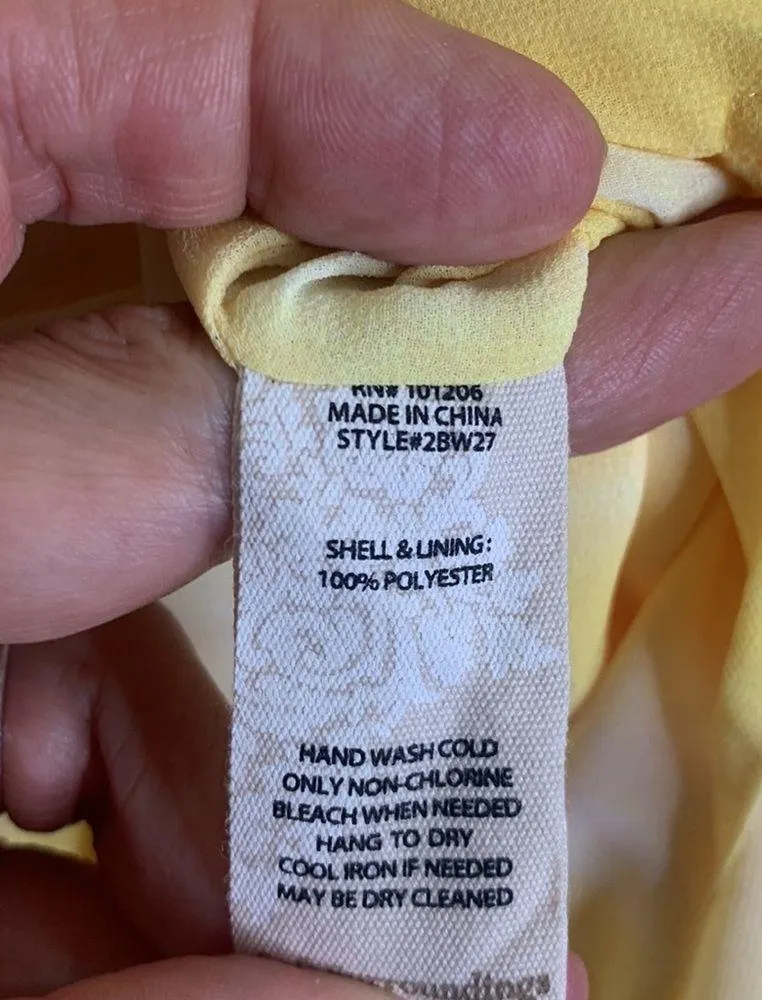 RN# 101206
MADE IN CHINA
STYLE#2BW27
SHELL & LINING:
100% POLYESTER
HAND WASH COLD
ONLY NON-CHLORINE
BLEACH WHEN NEEDED
HANG TO DRY
COOL IRON IF NEEDED
MAY BE DRY CLEANED